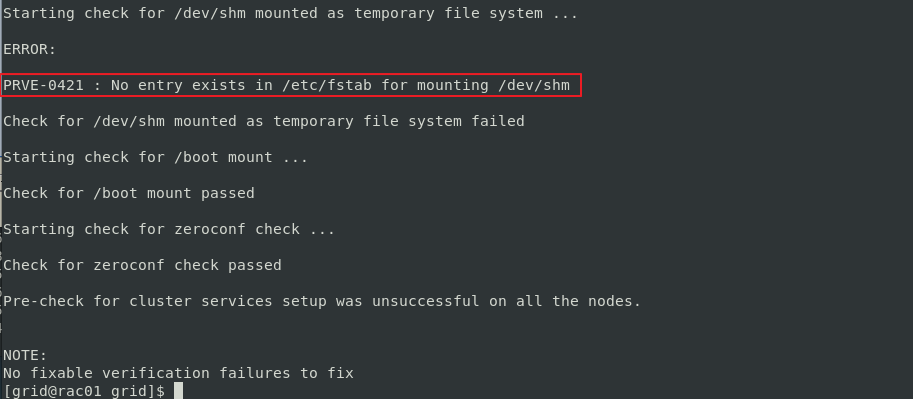 Starting check for /dev/shm mounted as temporary file system ...
ERROR:
PRVE-0421 : No entry exists in /etc/fstab for mounting /dev/shm
Check for /dev/shm mounted as temporary file system failed
Starting check for /boot mount ...
Check for /boot mount passed
Starting check for zeroconf check ...
Check for zeroconf check passed
Pre-check for cluster services setup was unsuccessful on all the nodes.
NOTE:
No fixable verification failures to fix
[grid@rac01 grid]$